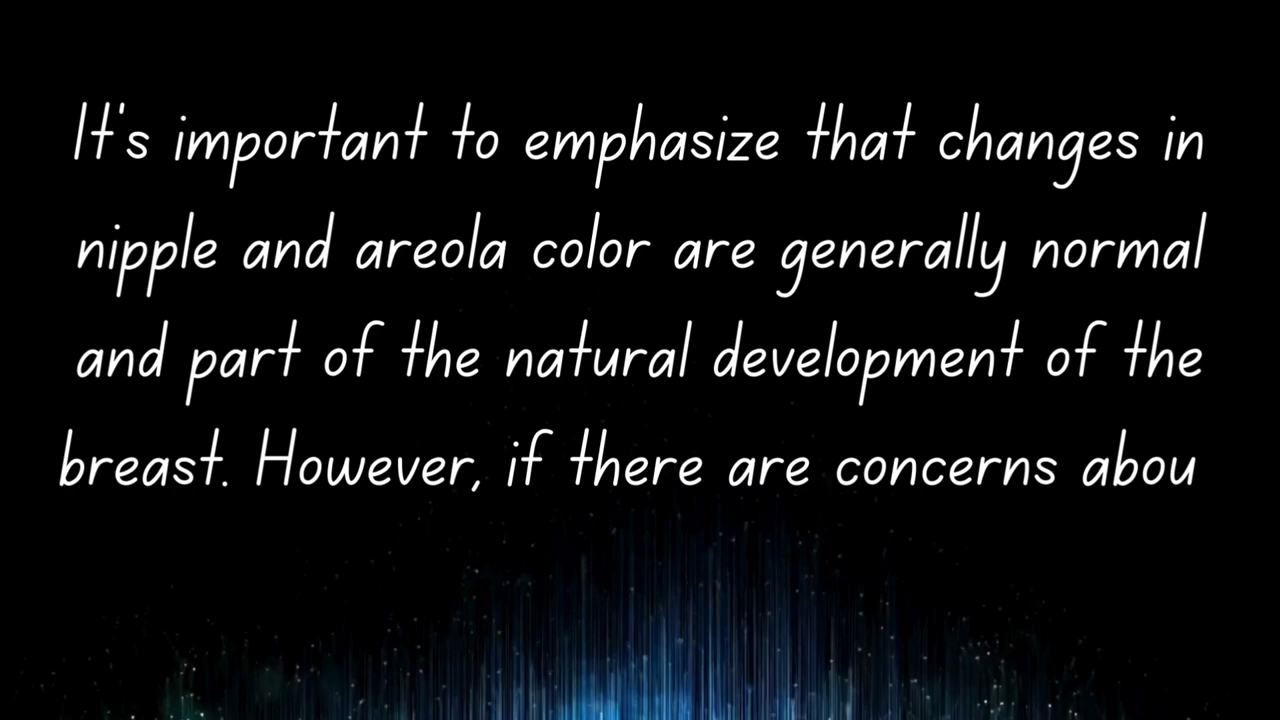 It's important to emphasize that changes in
nipple and areola color are generally normal
and part of the natural development of the
breast. However, if there are concerns abou